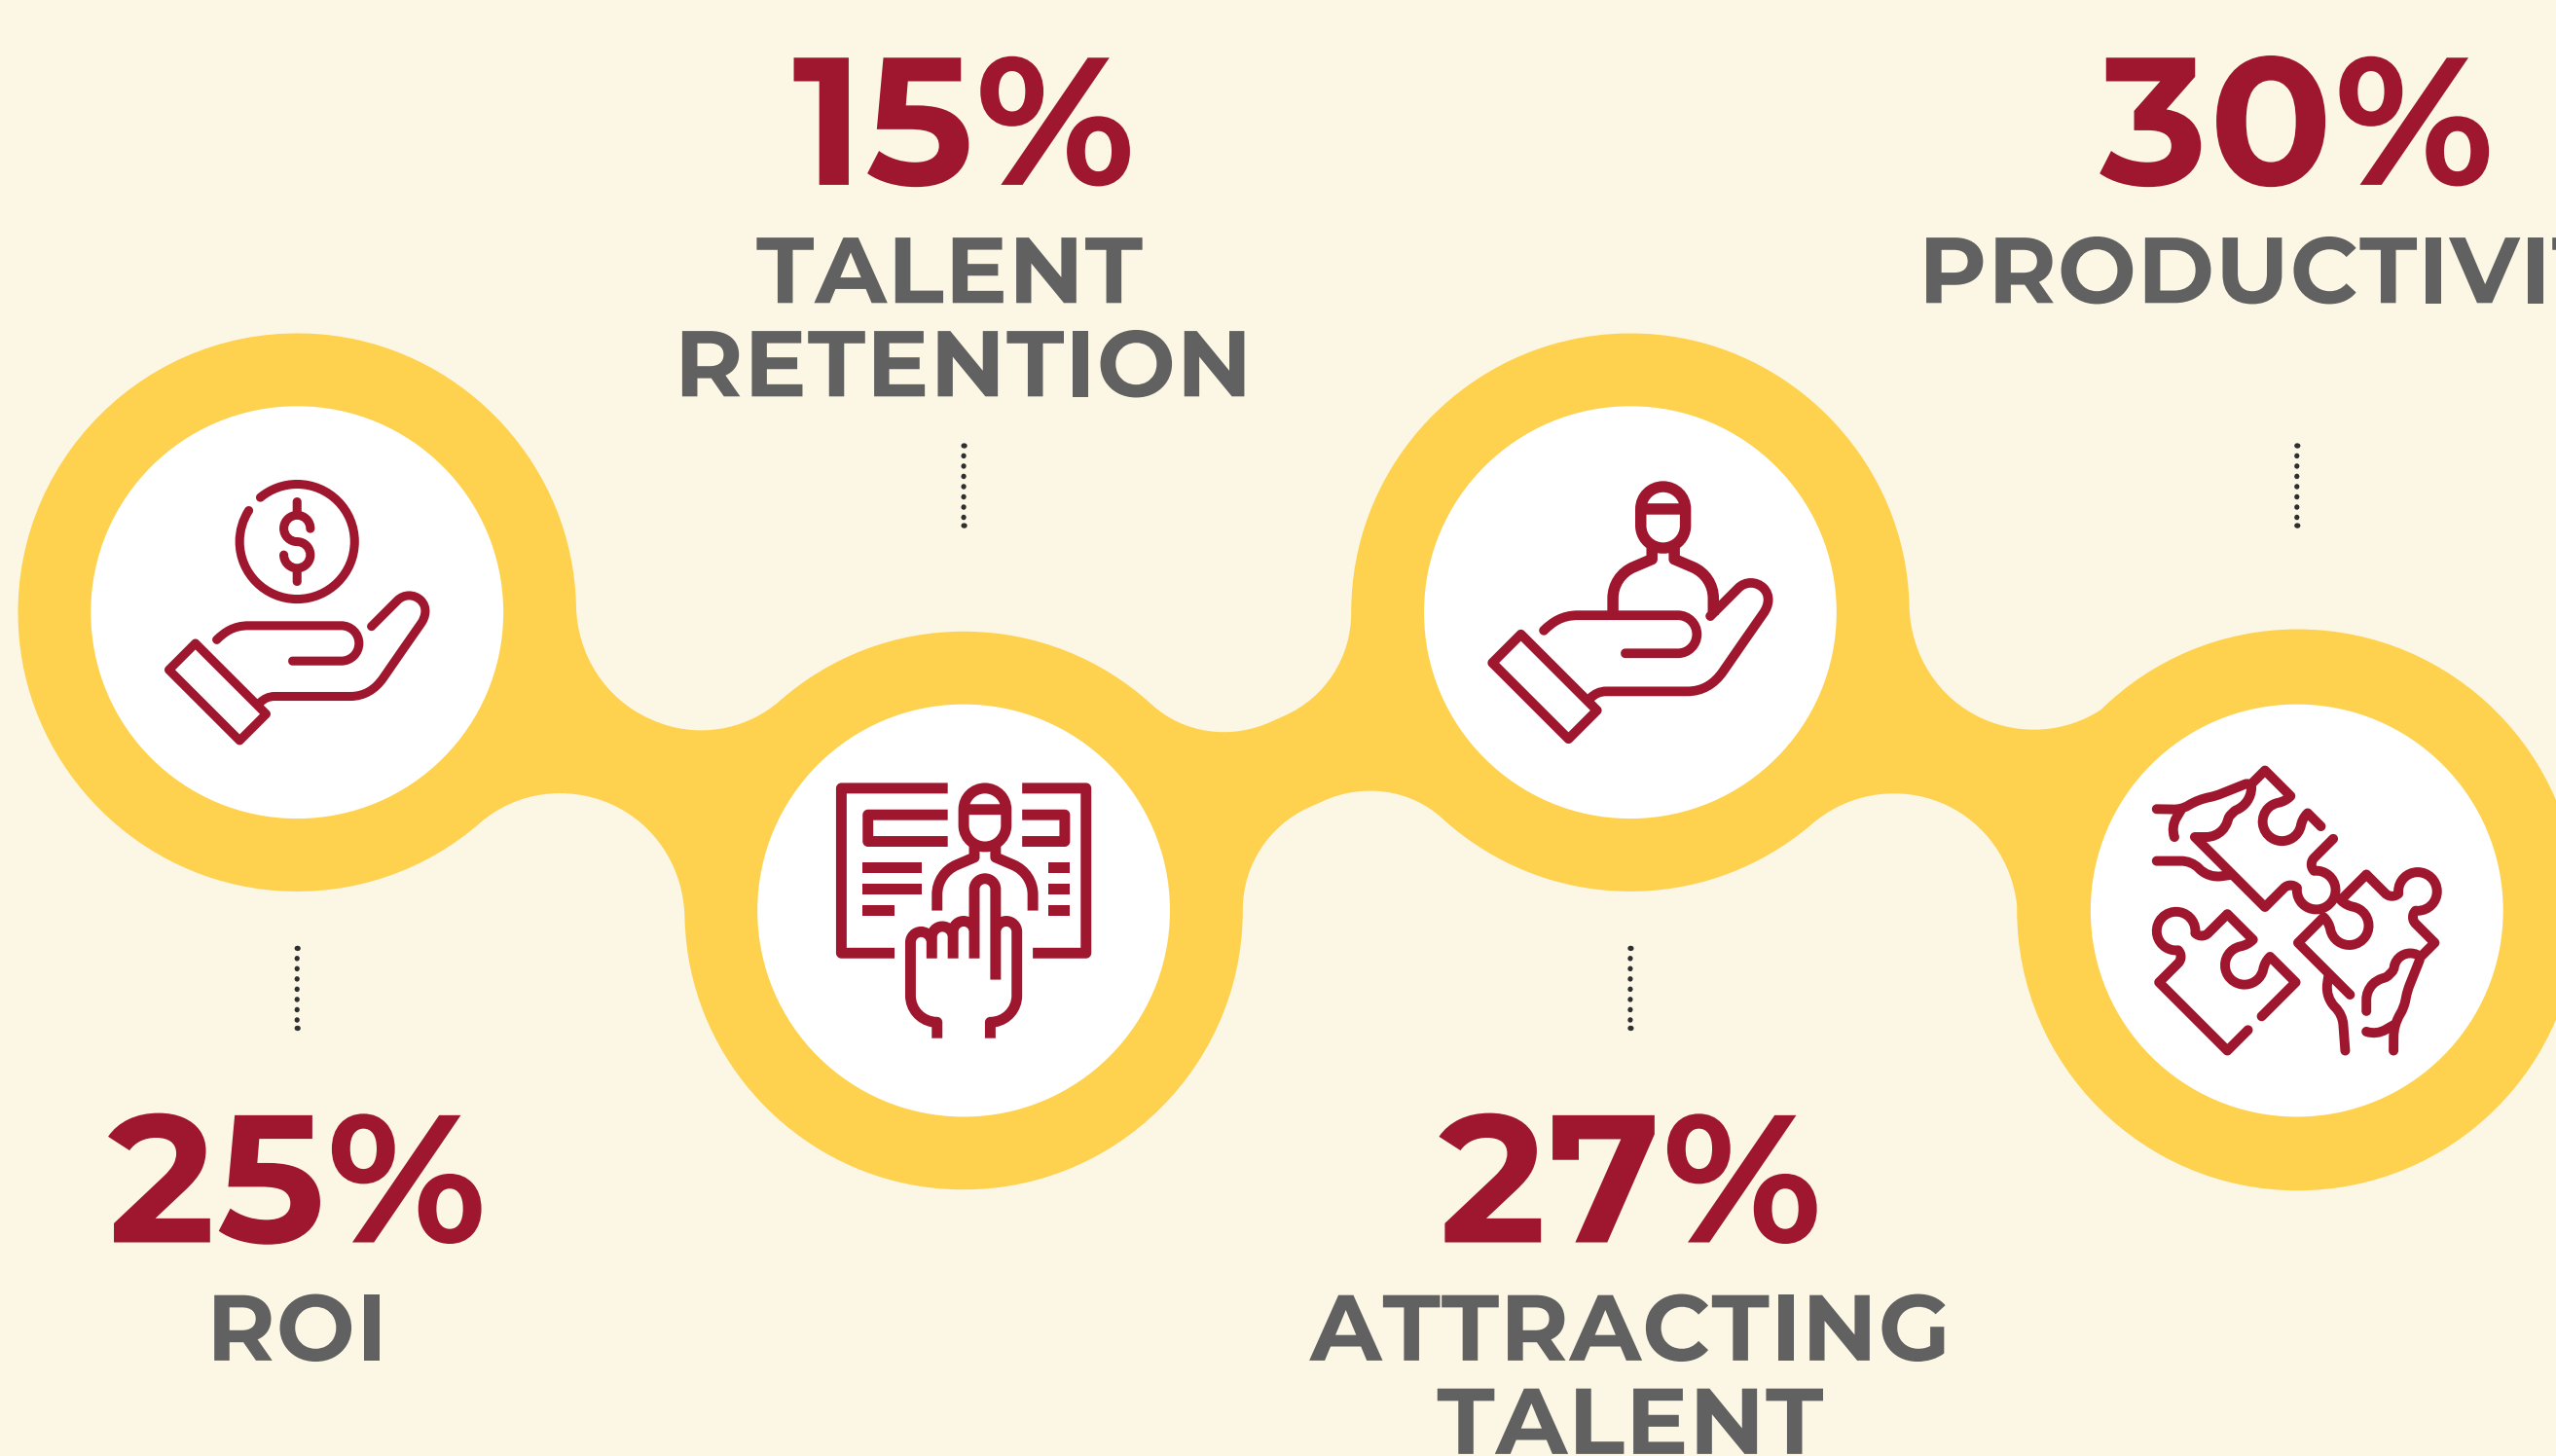 15%
TALENT
RETENTION
30%
PRODUCTIVI
25%
ROI
27%
ATTRACTING
TALENT